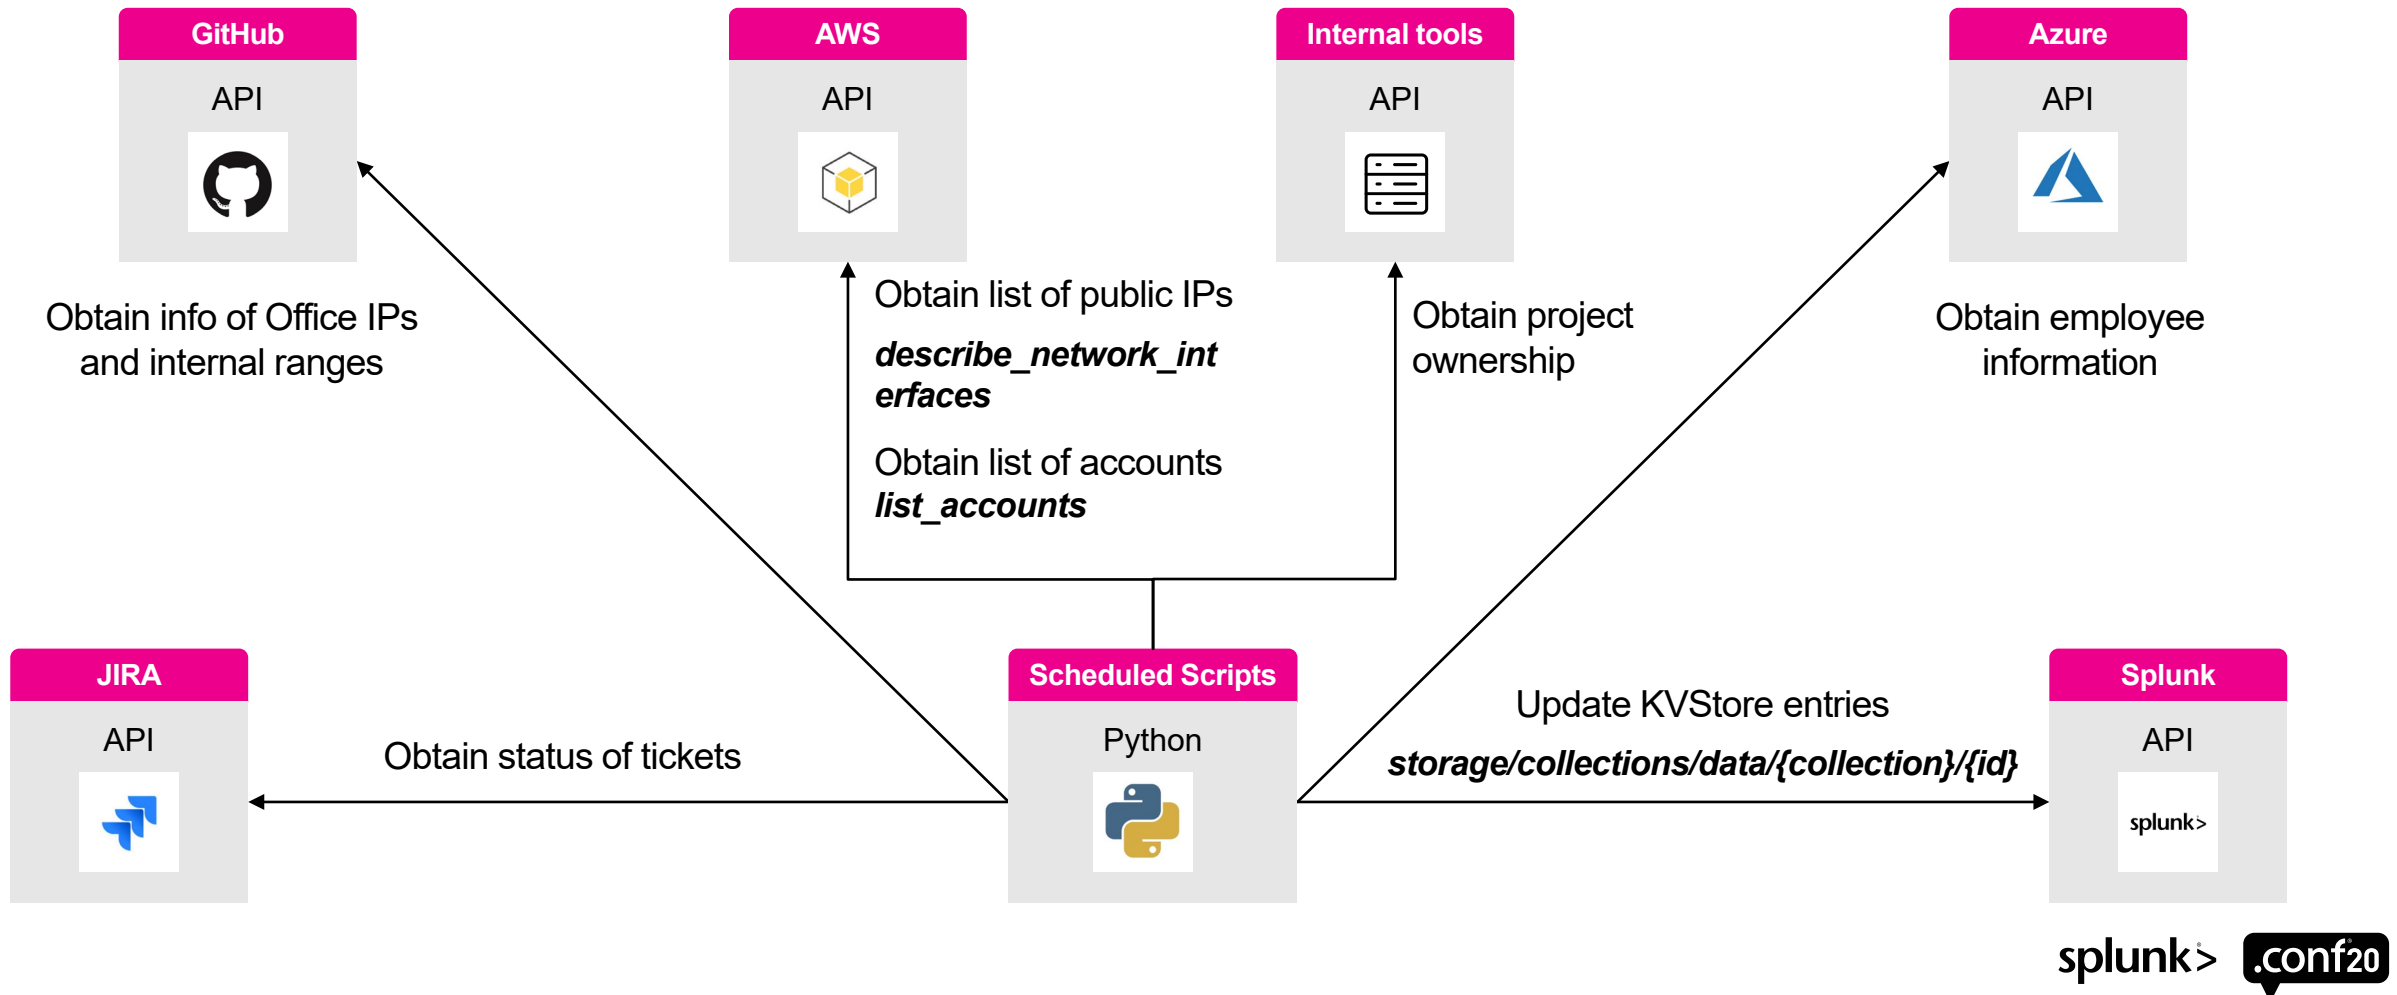 GitHub
API
Obtain info of Office IPs
and internal ranges
AWS
API
Obtain list of public IPs
describe_network_int
erfaces
Obtain list of accounts
list_accounts
Internal tools
API
Obtain project
ownership
Azure
API
Obtain employee
information
JIRA
API
Obtain status of tickets
Scheduled Scripts
Python
Update KVStore entries
storage/collections/data/{collection}/{id}
Splunk
API
splunk>
splunk> .conf20